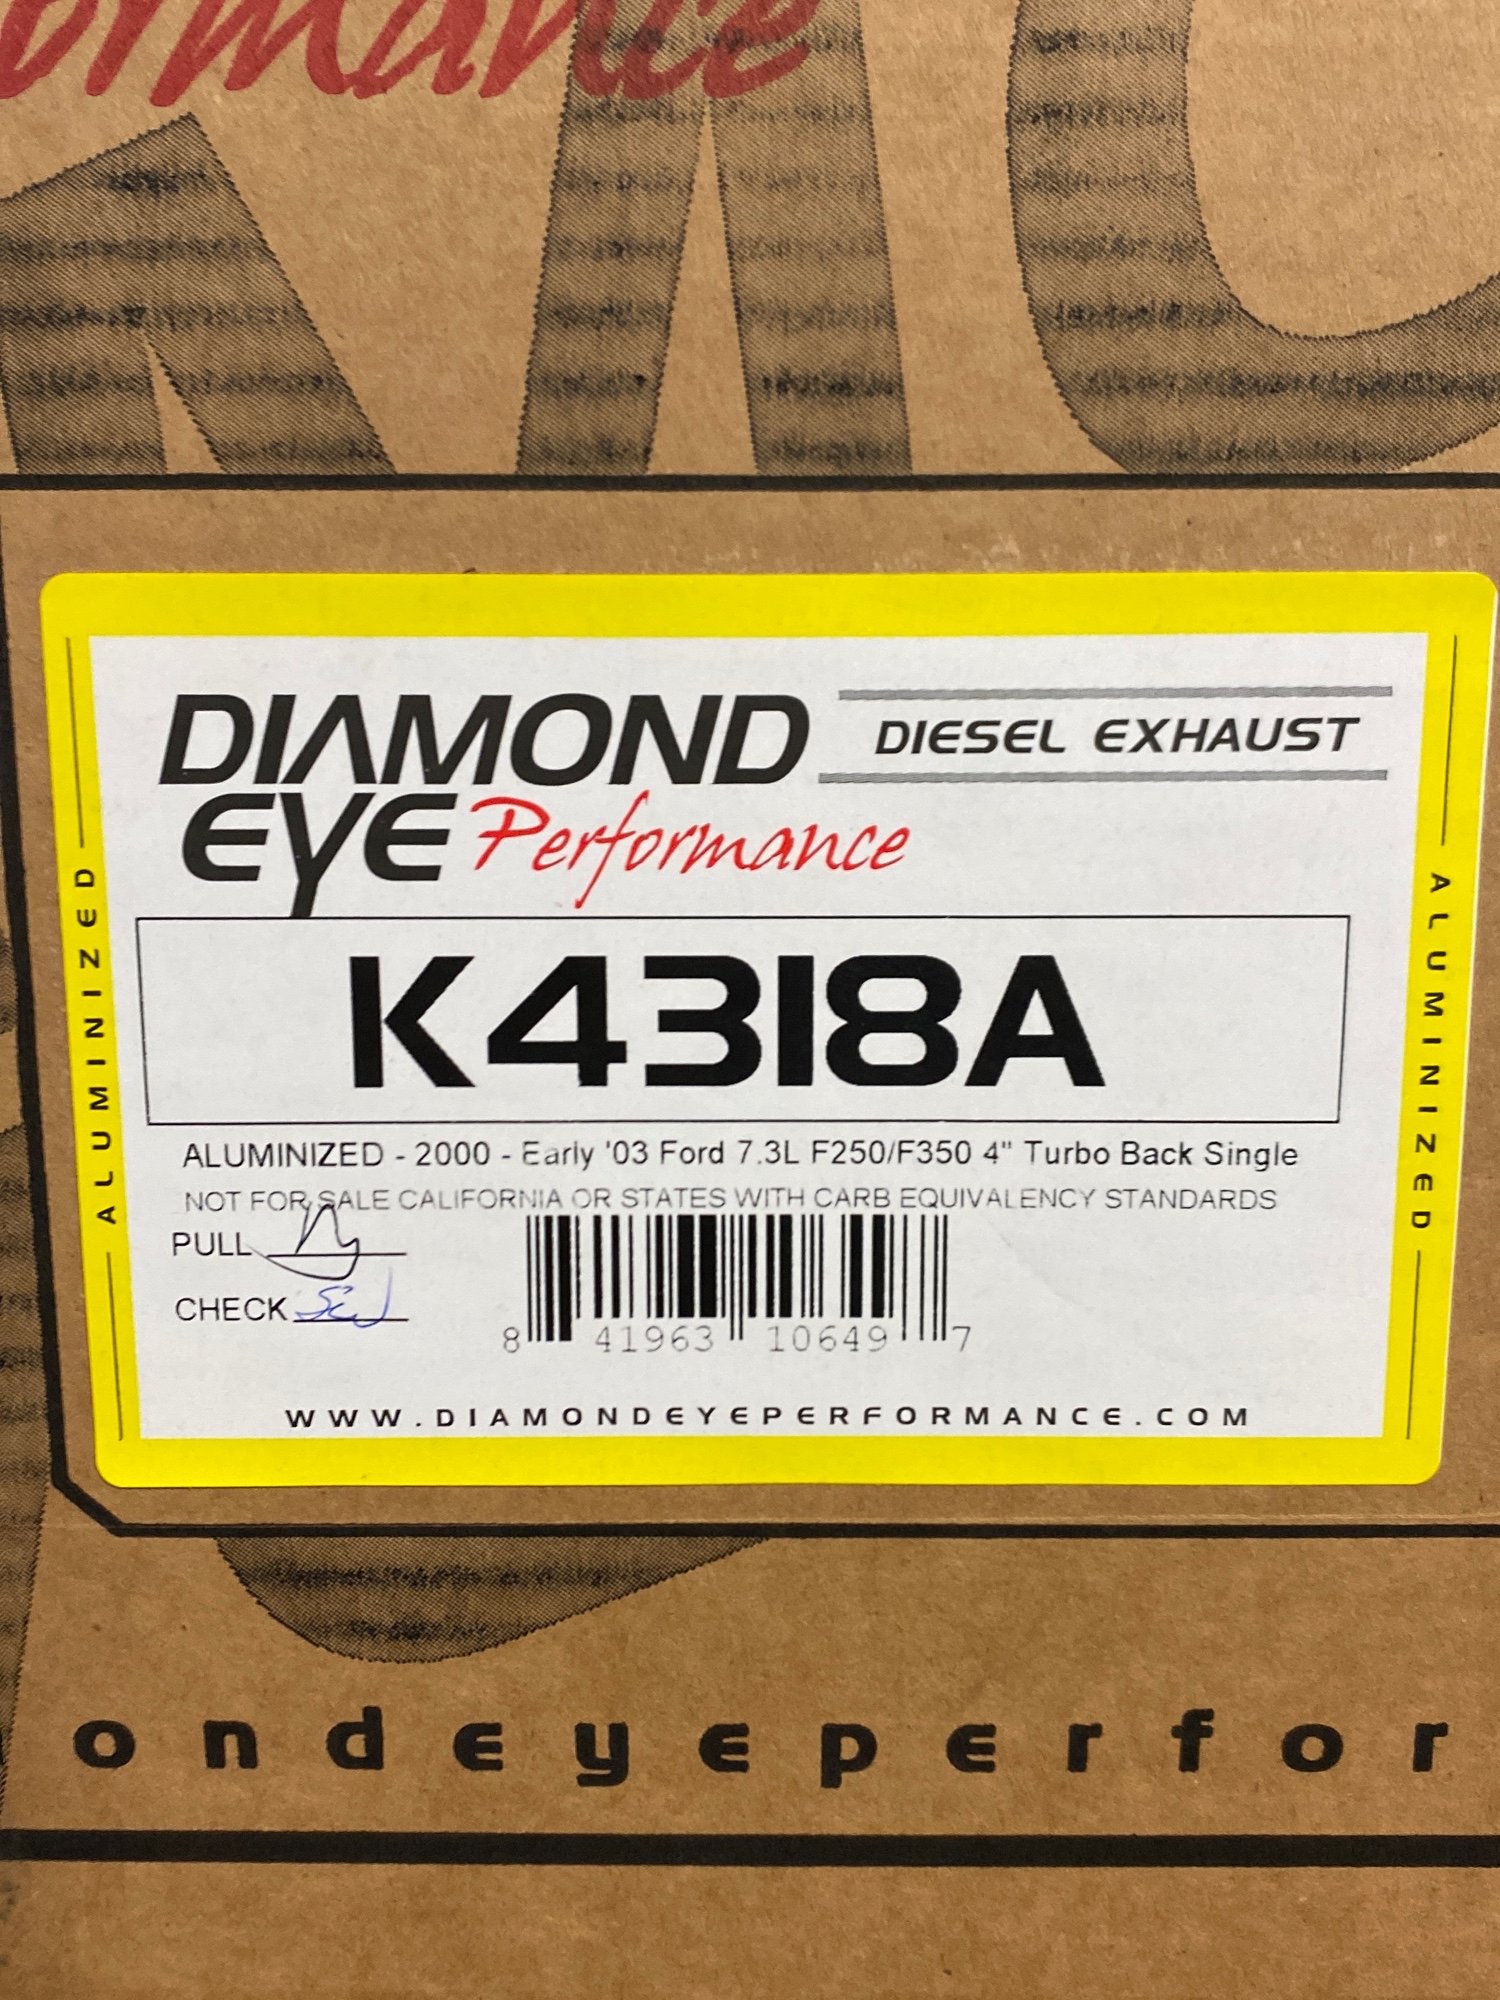 ormance
DIAMOND
DIESEL EXHAUST
EYE Performance
K4318A
ALUMINIZED - 2000 - Early '03 Ford 7.3L F250/F350 4" Turbo Back Single
NOT FOR SALE CALIFORNIA OR STATES WITH CARB EQUIVALENCY STANDARDS
PULL
CHECK
8 41963 10649 7
WWW.DIAMONDEYEPERFORMANCE.COM
ALUMINIZED
ALUMINIZED
ondeyeperfor